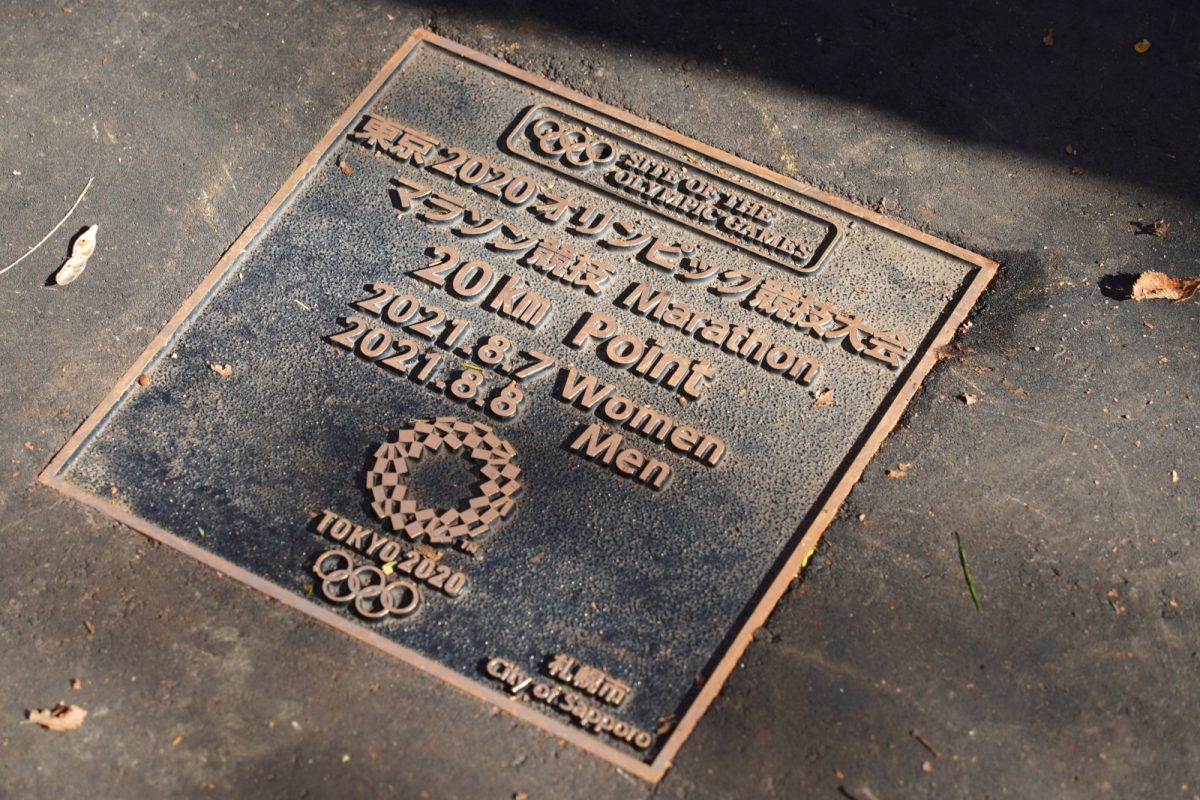 SITE OF THE
OLYMPIC GAMES
東京2020オリンピック競技大会
マラソン競技 Marathon
20㎞ Point
2021.8.7 Women
2021.8.8 Men
TM
TOKYO 2020
札幌市
City of Sapporo